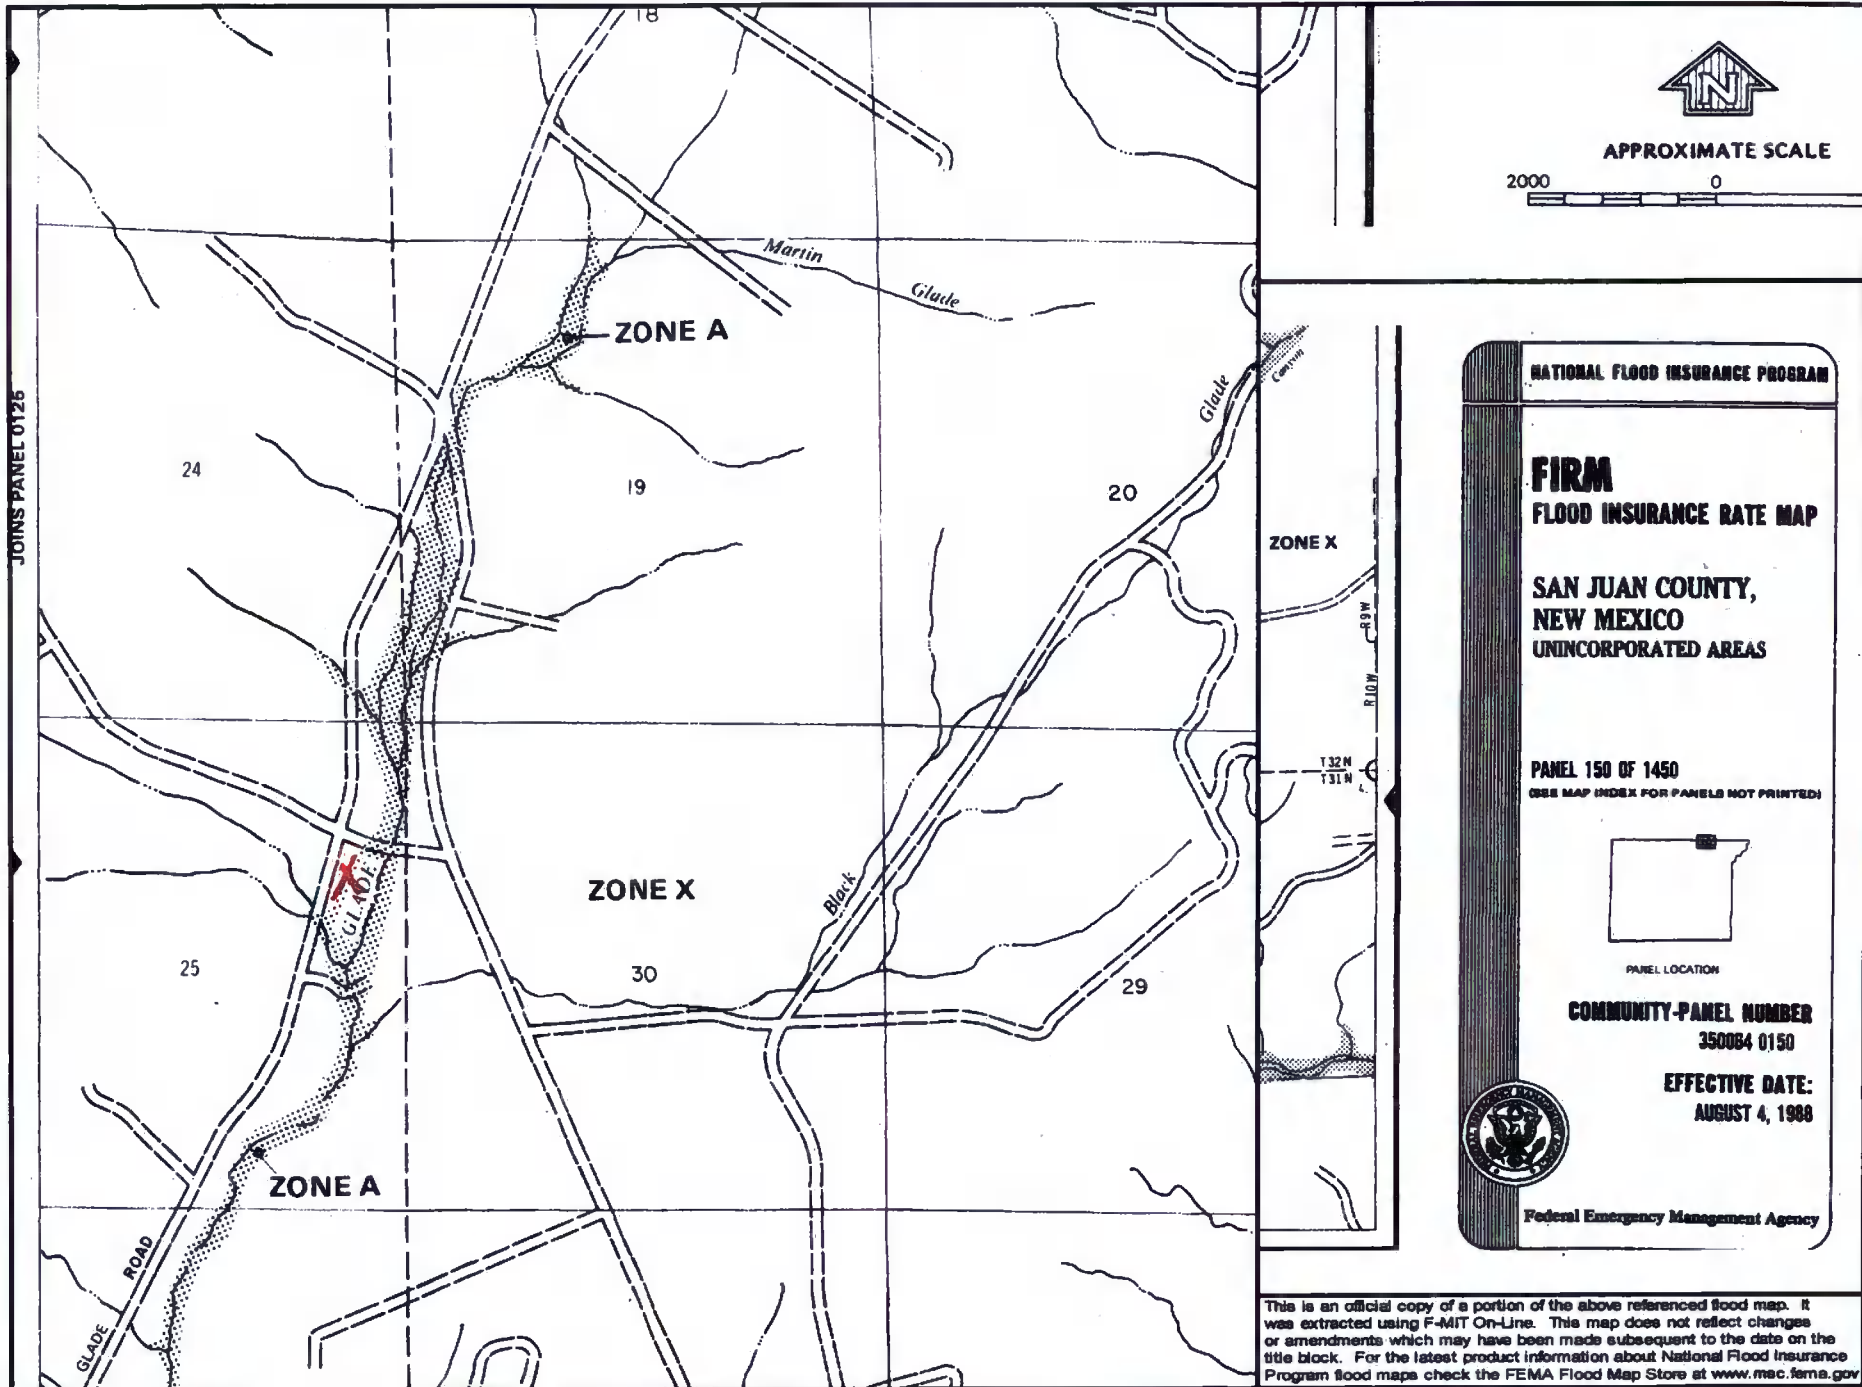 18
N
APPROXIMATE SCALE
2000 0
Martin
Glade
ZONE A
JOINS PANEL 0126
24
19
20
Glade
Canyon
ZONE X
R9W
R10W
T32N
T31N
GLADE
ZONE X
Black
25
30
29
ZONE A
GLADE ROAD
NATIONAL FLOOD INSURANCE PROGRAM
FIRM
FLOOD INSURANCE RATE MAP
SAN JUAN COUNTY,
NEW MEXICO
UNINCORPORATED AREAS
PANEL 150 OF 1450
(SEE MAP INDEX FOR PANELS NOT PRINTED)
PANEL LOCATION
COMMUNITY-PANEL NUMBER
350064 0150
EFFECTIVE DATE:
AUGUST 4, 1988
Federal Emergency Management Agency
This is an official copy of a portion of the above referenced flood map. It
was extracted using F-MIT On-Line. This map does not reflect changes
or amendments which may have been made subsequent to the date on the
title block. For the latest product information about National Flood Insurance
Program flood maps check the FEMA Flood Map Store at www.msc.fema.gov